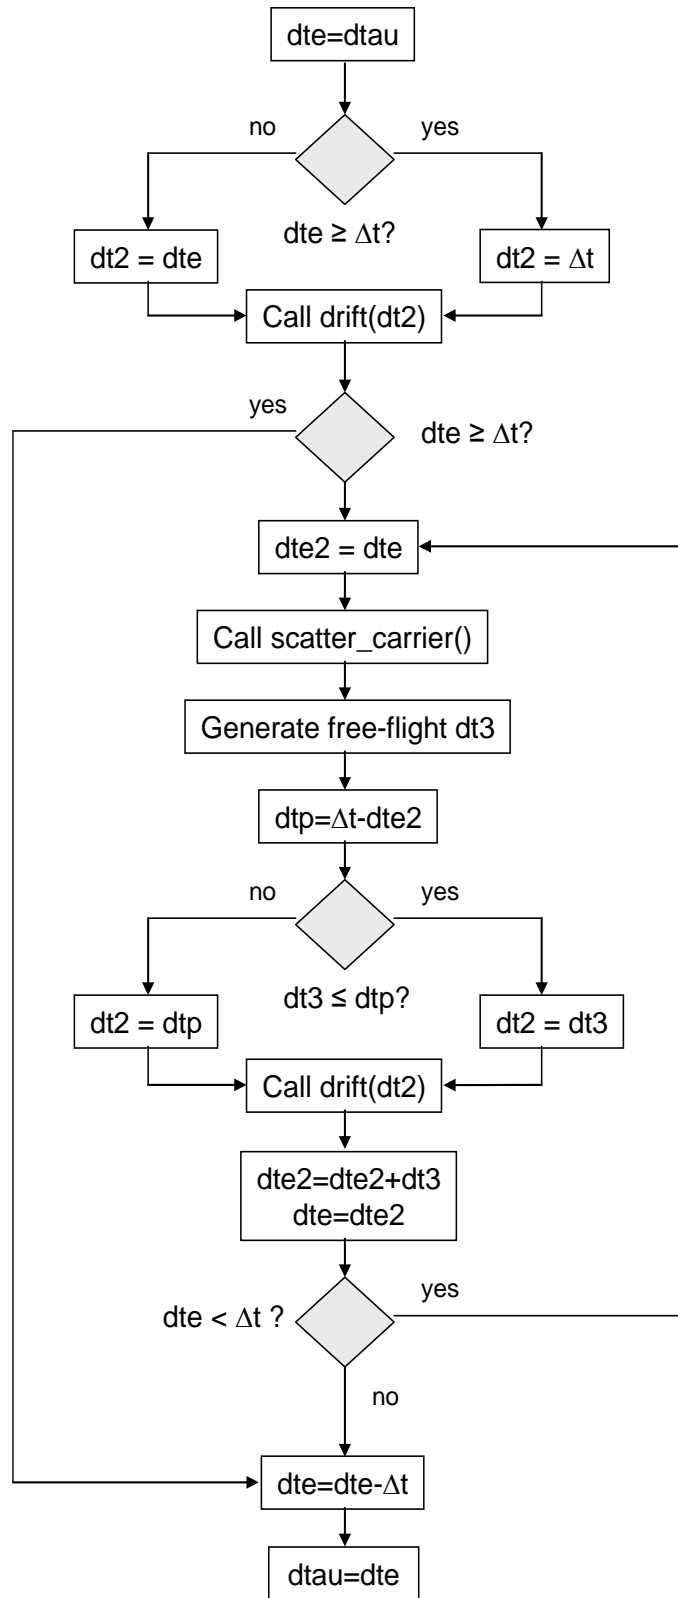 dte=dtau
no
yes
dte ≥ Δt?
dt2 = dte
dt2 = Δt
Call drift(dt2)
yes
dte ≥ Δt?
dte2 = dte
Call scatter_carrier()
Generate free-flight dt3
dtp=Δt-dte2
no
yes
dt3 ≤ dtp?
dt2 = dtp
dt2 = dt3
Call drift(dt2)
dte2=dte2+dt3
dte=dte2
dte < Δt ?
yes
no
dte=dte-Δt
dtau=dte